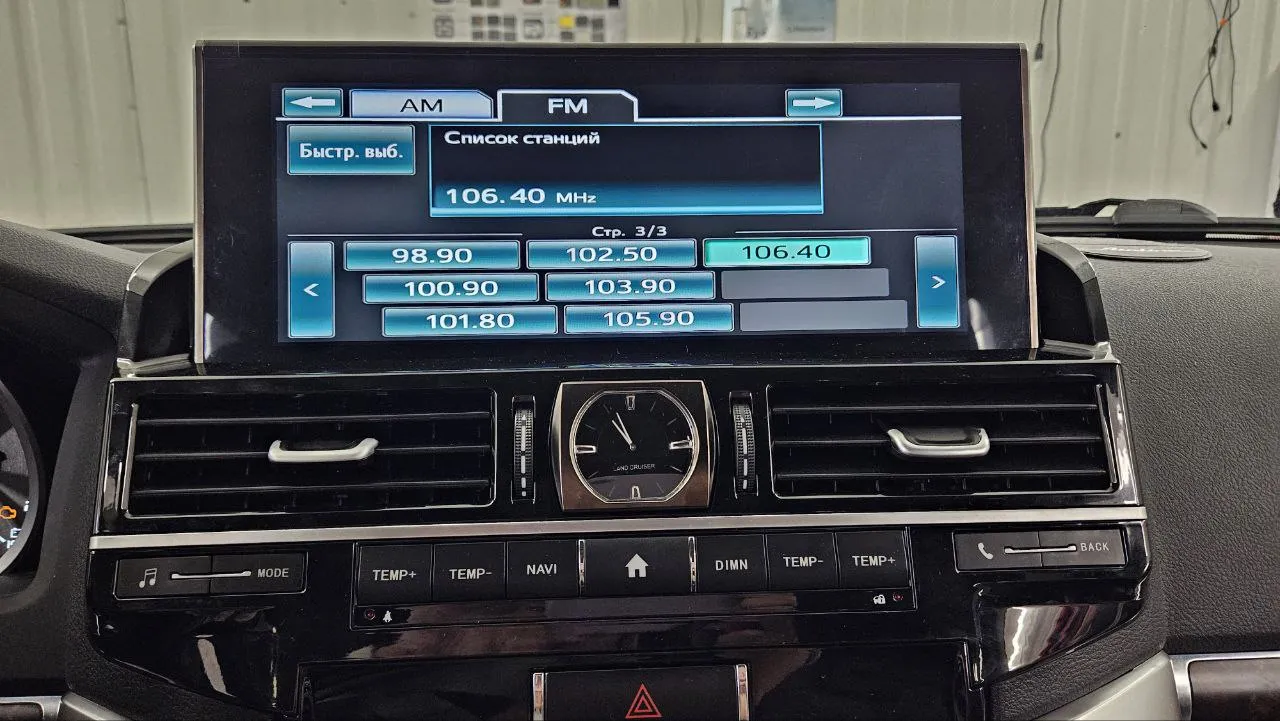 AM FM
Быстр. выб.
Список станций
106.40 MHz
Стр. 3/3
98.90 102.50 106.40
< >
100.90 103.90
101.80 105.90
LAND CRUISER
MODE
TEMP+ TEMP- NAVI DIMN TEMP- TEMP+
BACK